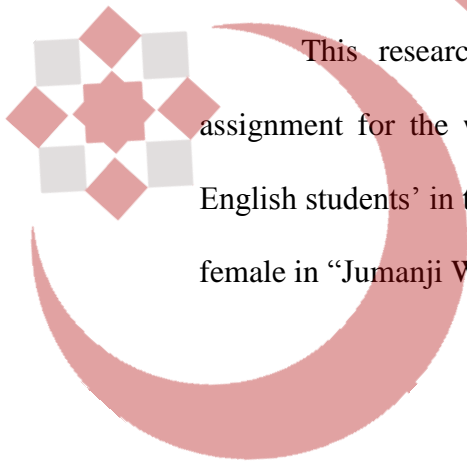 This researc
assignment for the
English students’ in
female in “Jumanji